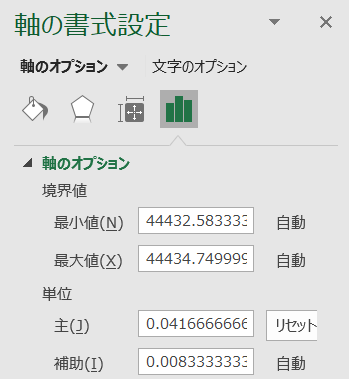 軸の書式設定
軸のオプション 文字のオプション
軸のオプション
境界値
最小値(N) 44432.583333 自動
最大値(X) 44434.749999 自動
単位
主(J) 0.0416666666 リセット
補助(I) 0.0083333333 自動